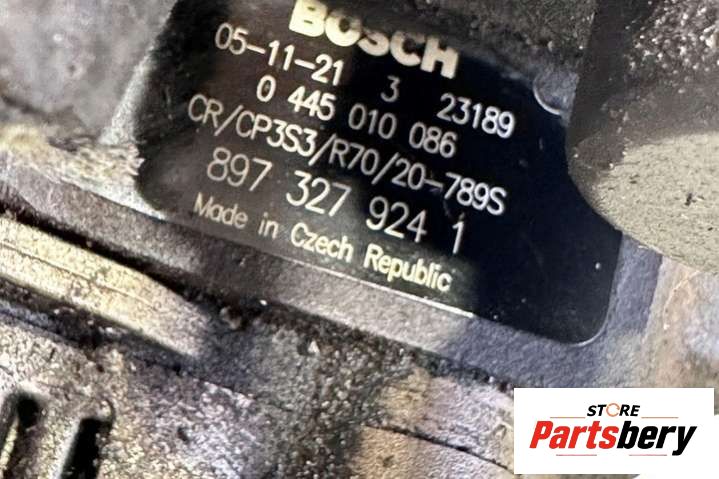 BOSCH
05-11-21 3 23189
0 445 010 086
CR/CP3S3/R70/20-789S
897 327 924 1
Made in Czech Republic
STORE
Partsbery